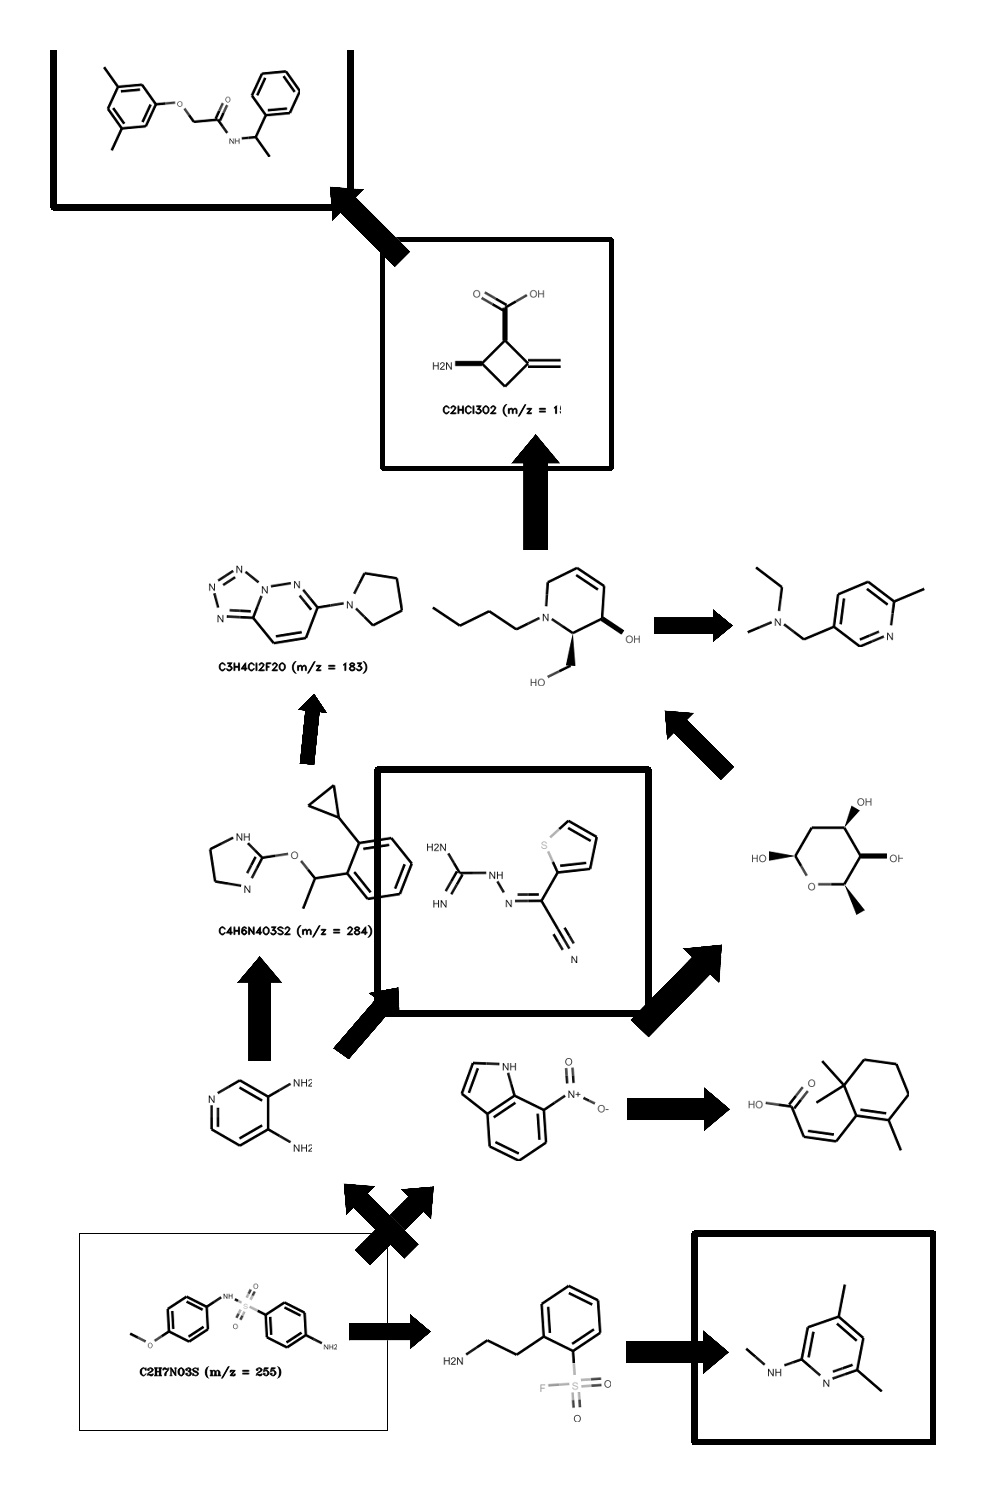 O
O
NH
O
OH
H2N
C2HCl3O2 (m/z = 1
N
N
N
N
N
N
N
C3H4Cl2F2O (m/z = 183)
N
OH
HO
N
N
NH
O
N
C4H6N4O3S2 (m/z = 284)
H2N
NH
HN
N
S
N
OH
HO
OH
O
N
NH2
NH2
NH
O
N+
O-
HO
O
NH
O
S
O
O
NH2
C2H7NO3S (m/z = 255)
H2N
F
S
O
O
NH
N